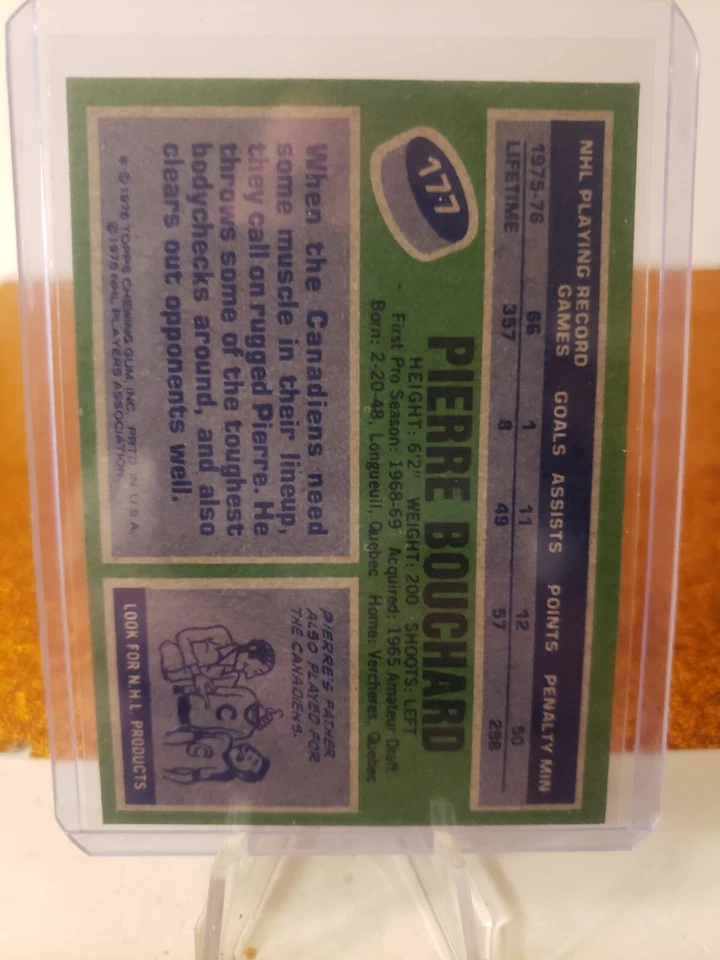 NHL PLAYING RECORD
GAMES GOALS ASSISTS POINTS PENALTY MIN
1975-76 66 1 11 12 50
LIFETIME 357 8 49 57 298
177
PIERRE BOUCHARD
HEIGHT: 6'2" WEIGHT: 200 SHOOTS: LEFT
First Pro Season: 1968-69 Acquired: 1965 Amateur Draft
Born: 2-20-48, Longueuil, Quebec Home: Vercheres, Quebec
When the Canadiens need
some muscle in their lineup,
they call on rugged Pierre. He
throws some of the toughest
bodychecks around, and also
clears out opponents well.
* © 1976 TOPPS CHEWING GUM, INC. PRTD. IN U.S.A.
© 1976 NHL PLAYERS ASSOCIATION
PIERRE'S FATHER
ALSO PLAYED FOR
THE CANADIENS.
C
C
LOOK FOR N.H.L. PRODUCTS